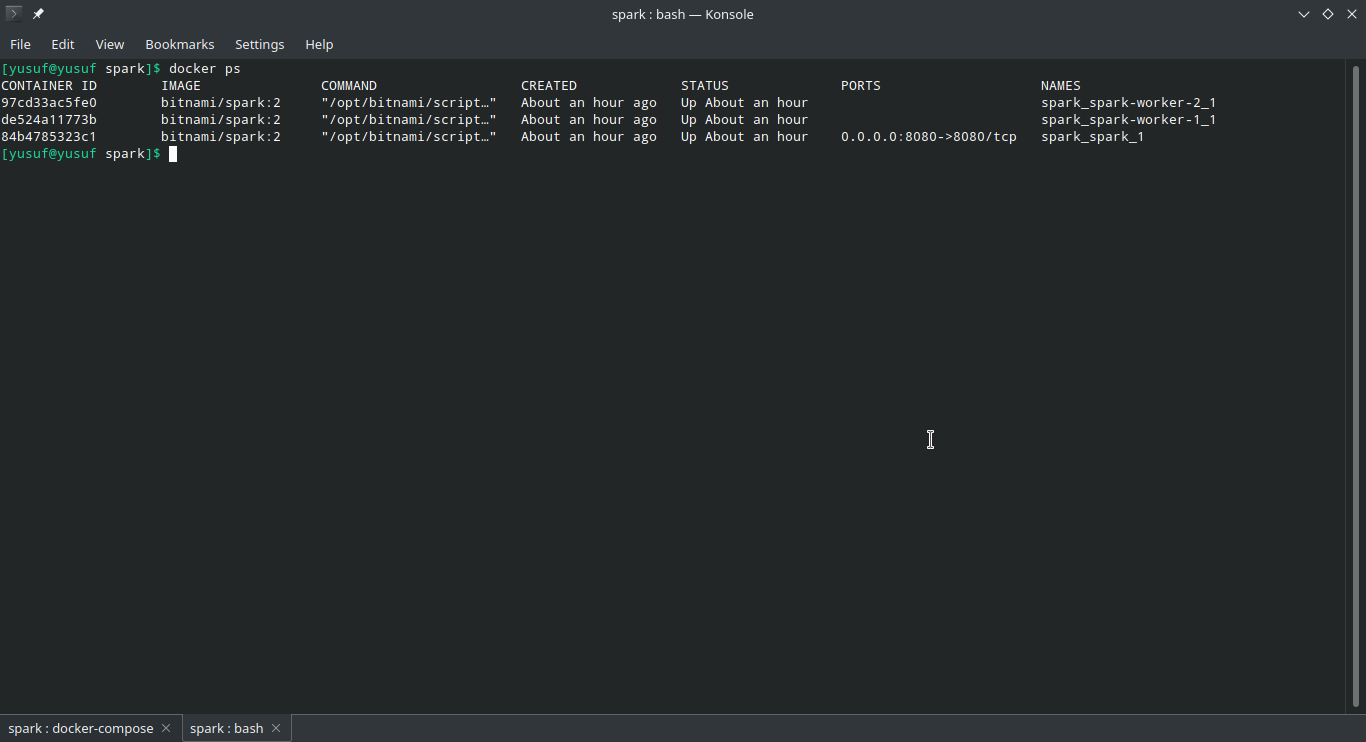 spark : bash — Konsole
File Edit View Bookmarks Settings Help
[yusuf@yusuf spark]$ docker ps
CONTAINER ID IMAGE COMMAND CREATED STATUS PORTS NAMES
97cd33ac5fe0 bitnami/spark:2 "/opt/bitnami/script…" About an hour ago Up About an hour spark_spark-worker-2_1
de524a11773b bitnami/spark:2 "/opt/bitnami/script…" About an hour ago Up About an hour spark_spark-worker-1_1
84b4785323c1 bitnami/spark:2 "/opt/bitnami/script…" About an hour ago Up About an hour 0.0.0.0:8080->8080/tcp spark_spark_1
[yusuf@yusuf spark]$
spark : docker-compose spark : bash